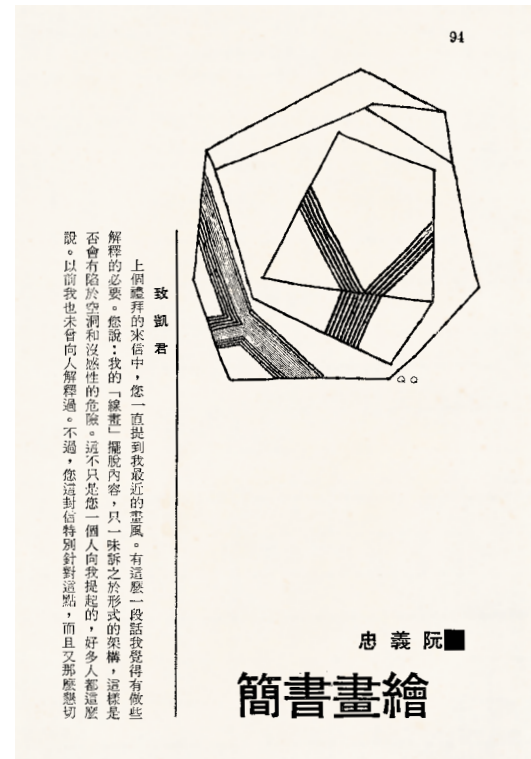 94
繪畫書簡
■阮義忠
致凱君
上個禮拜的來信中，您一直提到我最近的畫風。有這麼一段話我覺得有做些
解釋的必要。您說：我的「線畫」擺脫內容，只一味訴之於形式的架構，這樣是
否會有陷於空洞和沒感性的危險。這不只是您一個人向我提起的，好多人都這麼
說。以前我也未曾向人解釋過。不過，您這封信特別針對這點，而且又那麼懇切
QQ